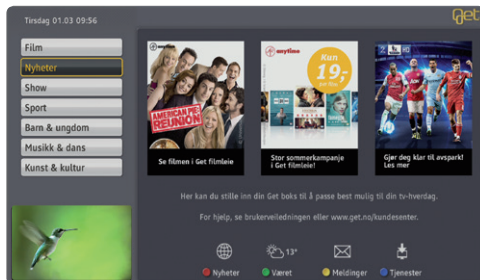 Tirsdag 01.03 09:56
Get
Film
Nyheter
Show
Sport
Barn & ungdom
Musikk & dans
Kunst & kultur
anytime
AMERICAN PIE
REUNION
Se filmen i Get filmleie
anytime
Kun
19,-
Stor sommerkampanje
i Get filmleie!
Gjør deg klar til avspark!
Les mer
Her kan du stille inn din Get boks til å passe best mulig til din tv-hverdag.
For hjelp, se brukerveiledningen eller www.get.no/kundesenter.
13°
Nyheter
Været
Meldinger
Tjenester